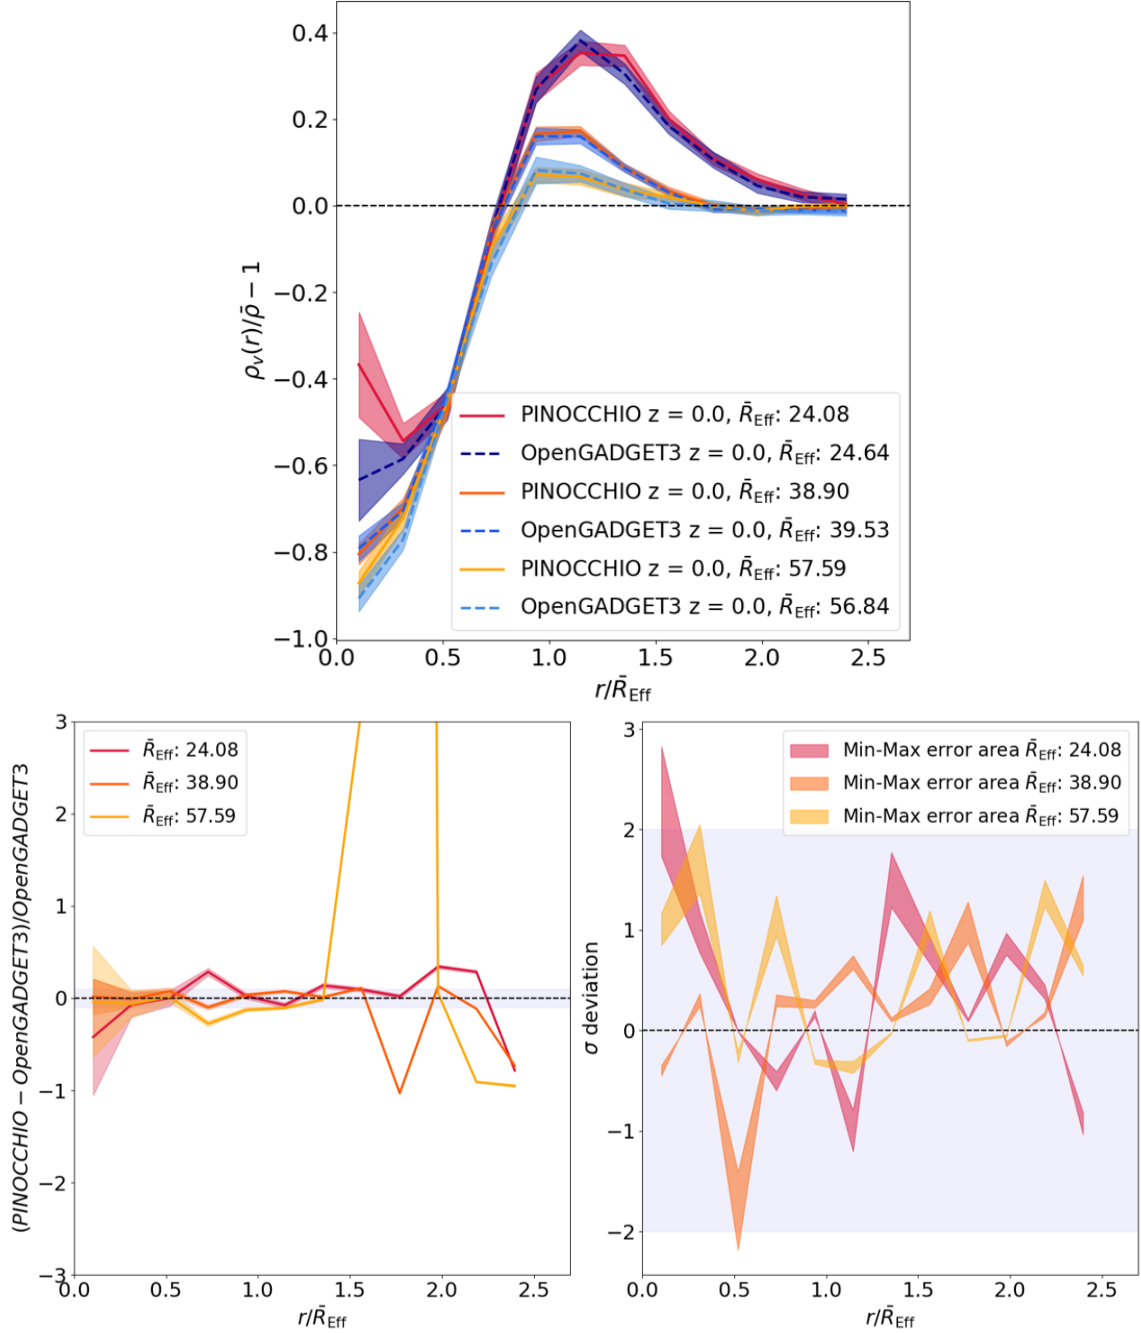 0.4
0.2
0.0
−0.2
−0.4
−0.6
−0.8
−1.0
ρᵥ(r)/ρ̄ − 1
PINOCCHIO z = 0.0, R̄Eff: 24.08
OpenGADGET3 z = 0.0, R̄Eff: 24.64
PINOCCHIO z = 0.0, R̄Eff: 38.90
OpenGADGET3 z = 0.0, R̄Eff: 39.53
PINOCCHIO z = 0.0, R̄Eff: 57.59
OpenGADGET3 z = 0.0, R̄Eff: 56.84
0.0 0.5 1.0 1.5 2.0 2.5
r/R̄Eff
3
2
1
0
−1
−2
−3
(PINOCCHIO − OpenGADGET3)/OpenGADGET3
R̄Eff: 24.08
R̄Eff: 38.90
R̄Eff: 57.59
0.0 0.5 1.0 1.5 2.0 2.5
r/R̄Eff
3
2
1
0
−1
−2
σ deviation
Min-Max error area R̄Eff: 24.08
Min-Max error area R̄Eff: 38.90
Min-Max error area R̄Eff: 57.59
0.0 0.5 1.0 1.5 2.0 2.5
r/R̄Eff